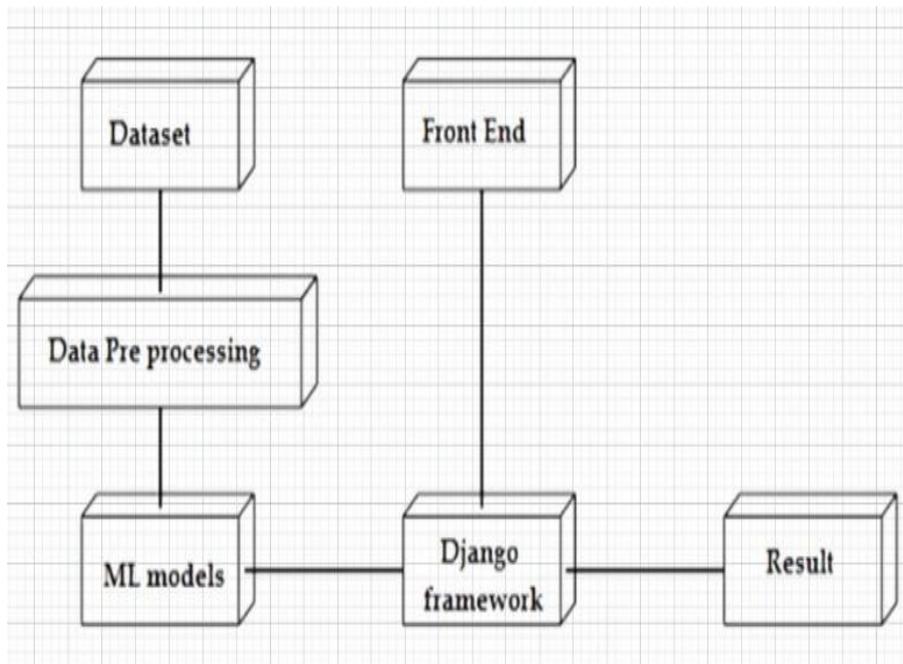 Dataset
Front End
Data Pre processing
ML models
Django
framework
Result